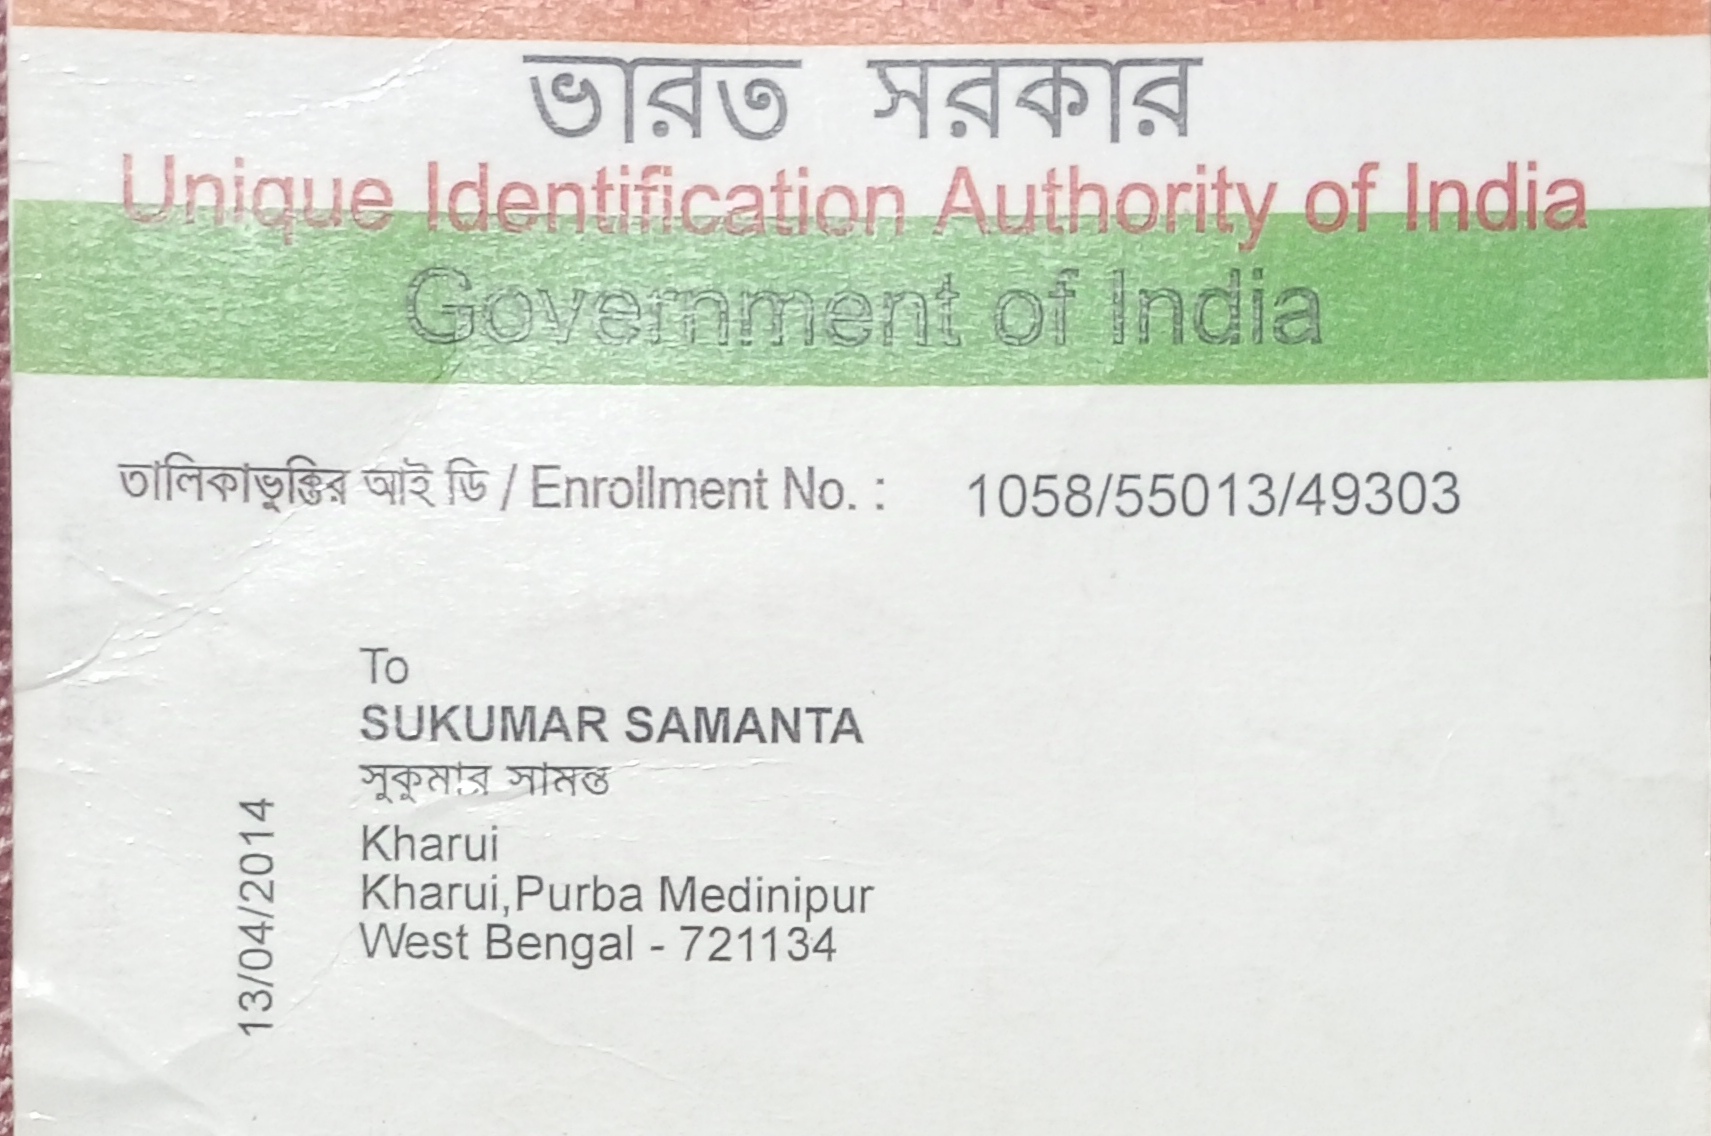 ভারত সরকার
Unique Identification Authority of India
Government of India
তালিকাভুক্তির আই ডি / Enrollment No. : 1058/55013/49303
To
SUKUMAR SAMANTA
সুকুমার সামন্ত
Kharui
Kharui,Purba Medinipur
West Bengal - 721134
13/04/2014